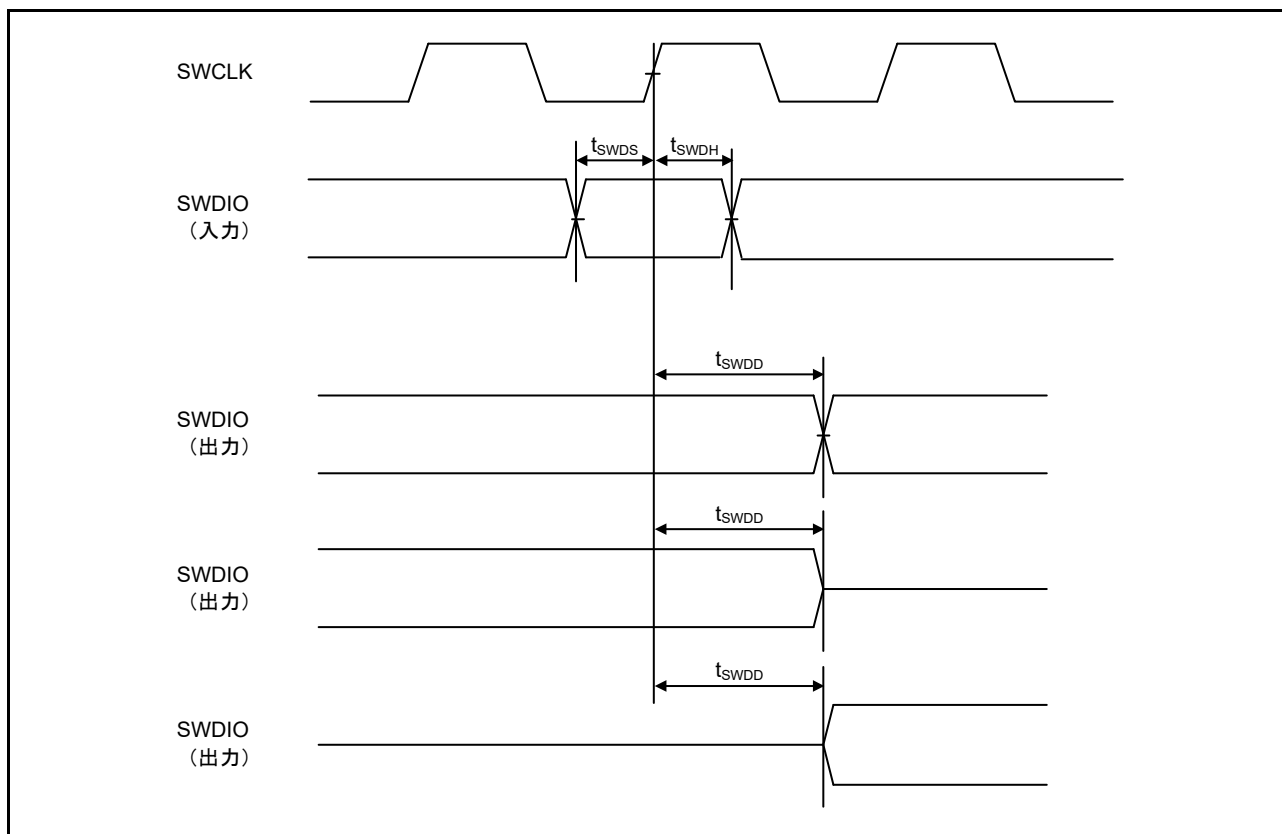 SWCLK
tSWDS
tSWDH
SWDIO
（入力）
tSWDD
SWDIO
（出力）
tSWDD
SWDIO
（出力）
tSWDD
SWDIO
（出力）